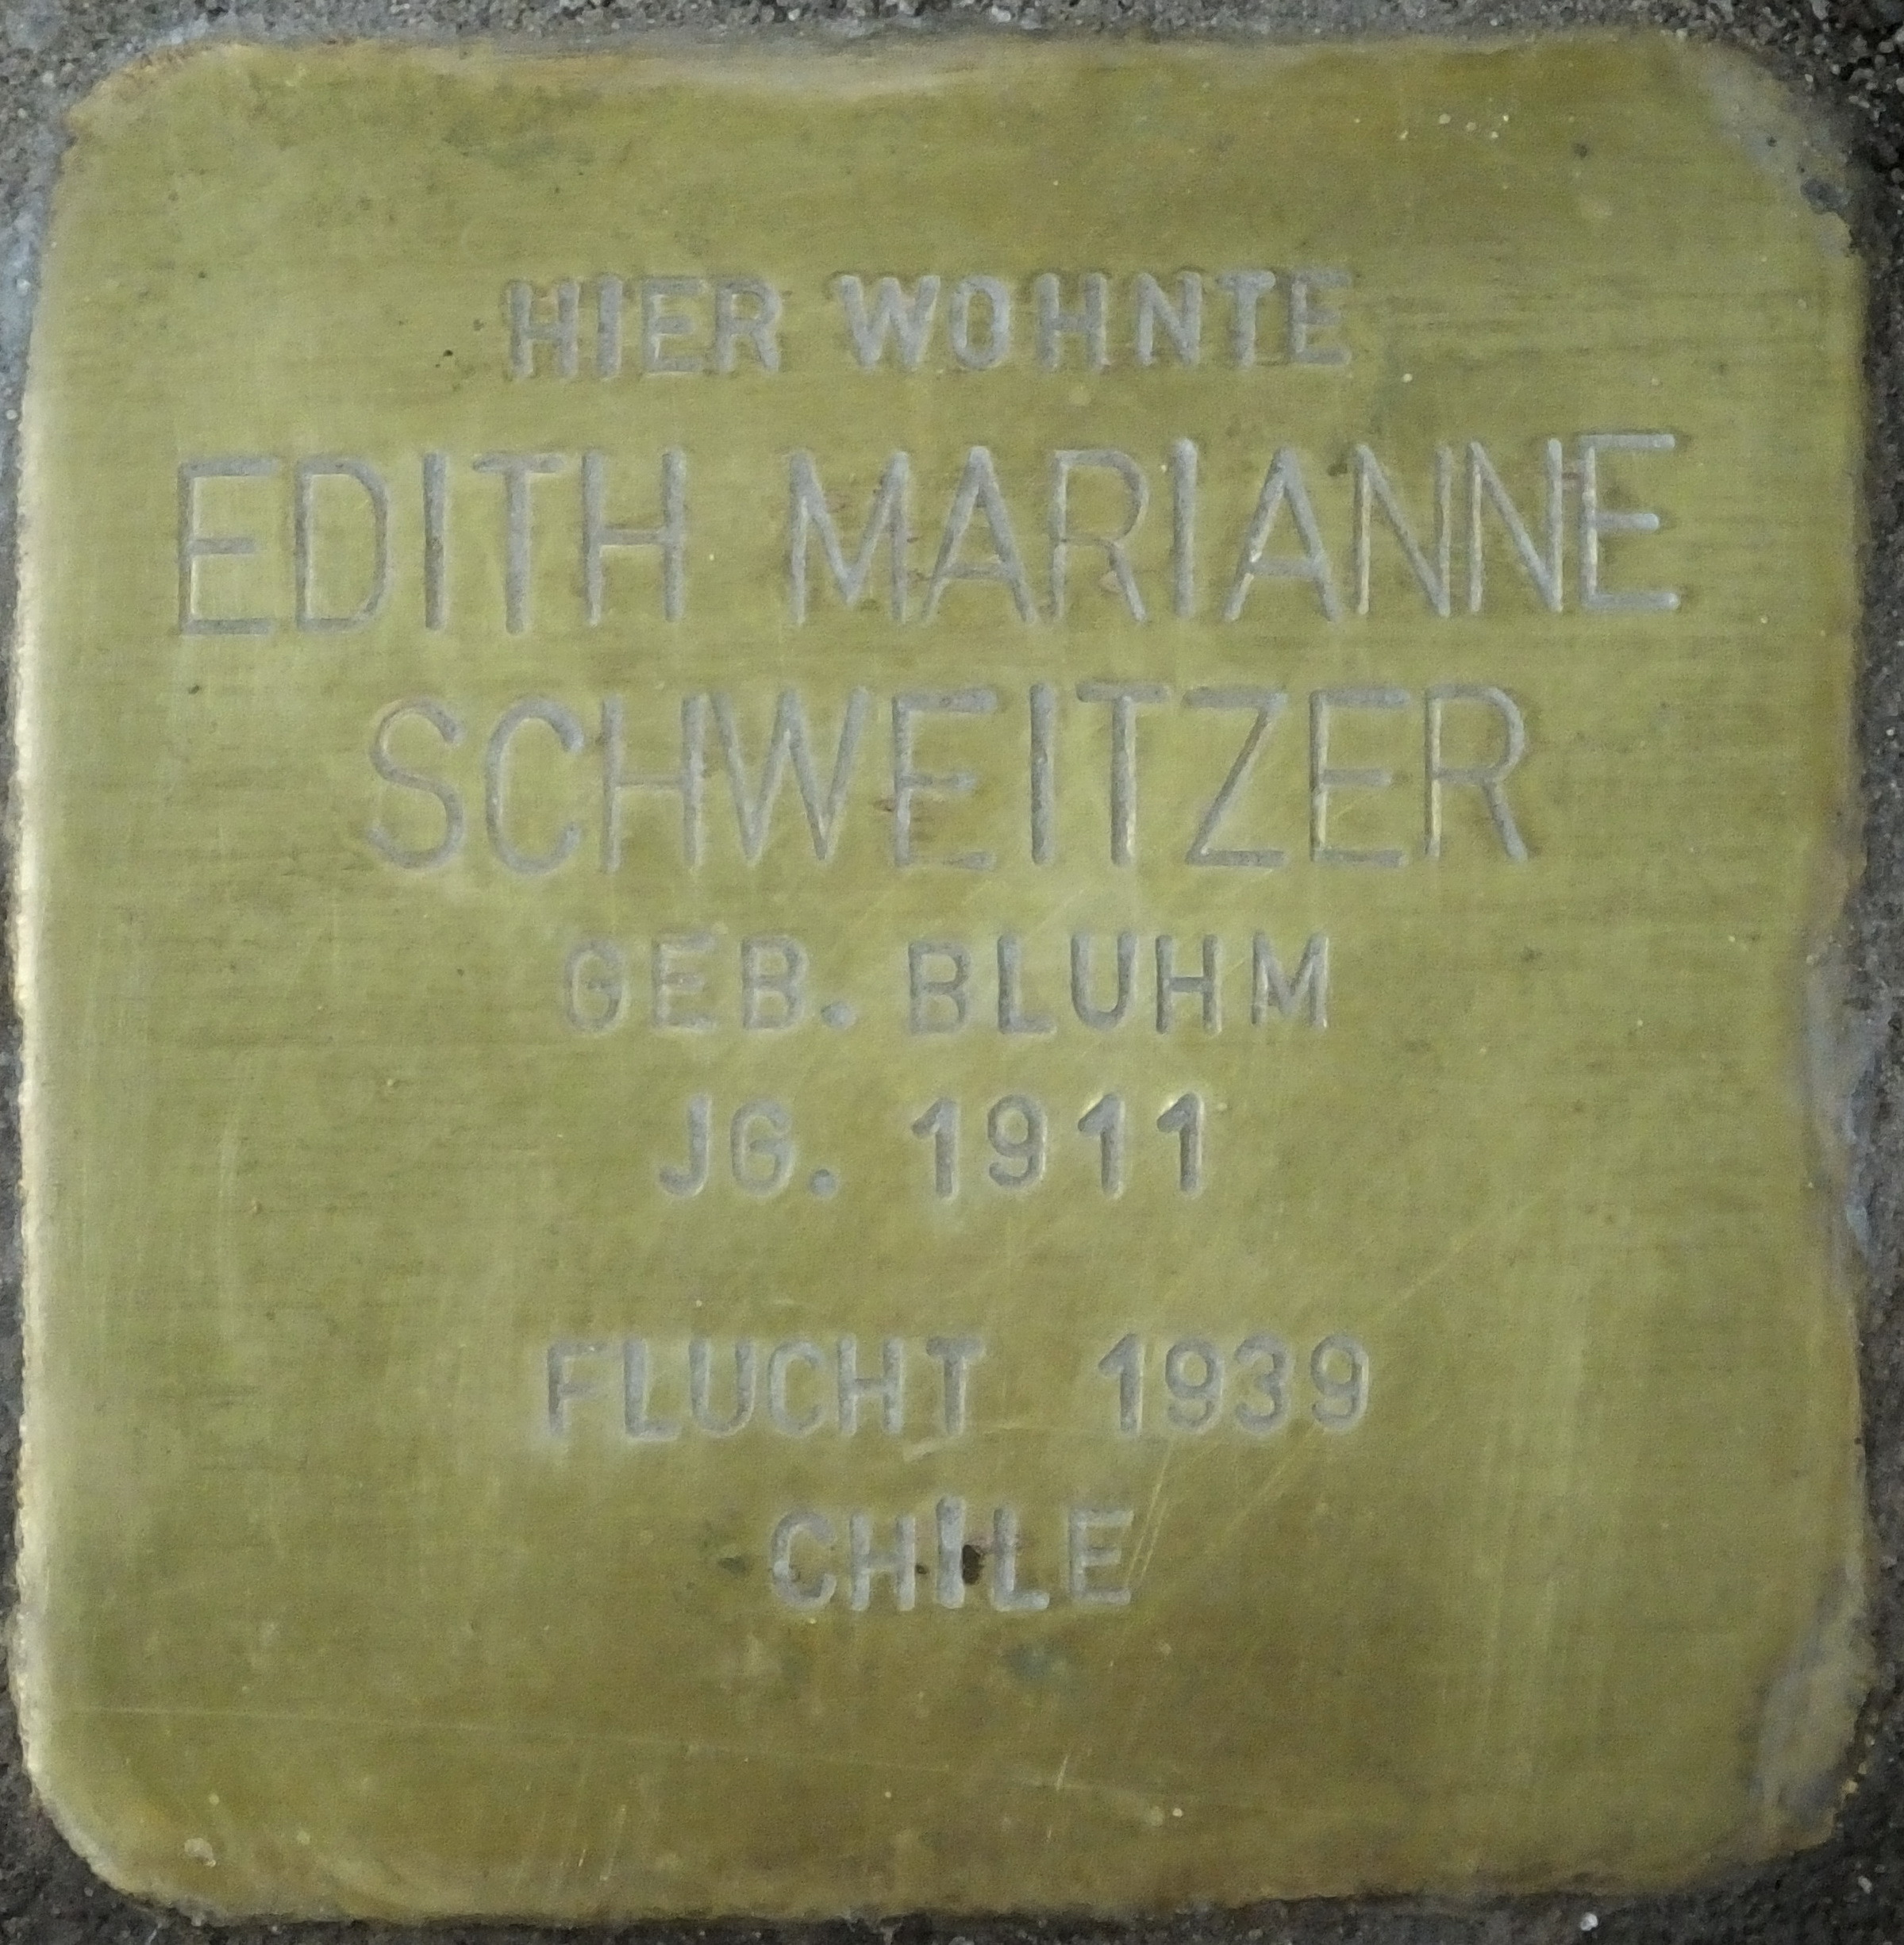 HIER WOHNTE
EDITH MARIANNE
SCHWEITZER
GEB. BLUHM
JG. 1911
FLUCHT 1939
CHILE